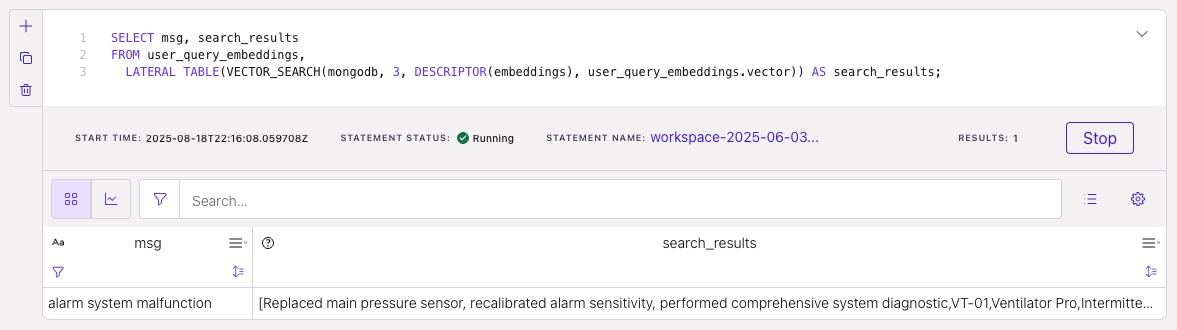 1 SELECT msg, search_results
2 FROM user_query_embeddings,
3 LATERAL TABLE(VECTOR_SEARCH(mongodb, 3, DESCRIPTOR(embeddings), user_query_embeddings.vector)) AS search_results;
START TIME: 2025-08-18T22:16:08.059708Z STATEMENT STATUS: Running STATEMENT NAME: workspace-2025-06-03... RESULTS: 1 Stop
Search...
Aa msg search_results
alarm system malfunction [Replaced main pressure sensor, recalibrated alarm sensitivity, performed comprehensive system diagnostic,VT-01,Ventilator Pro,Intermitte...